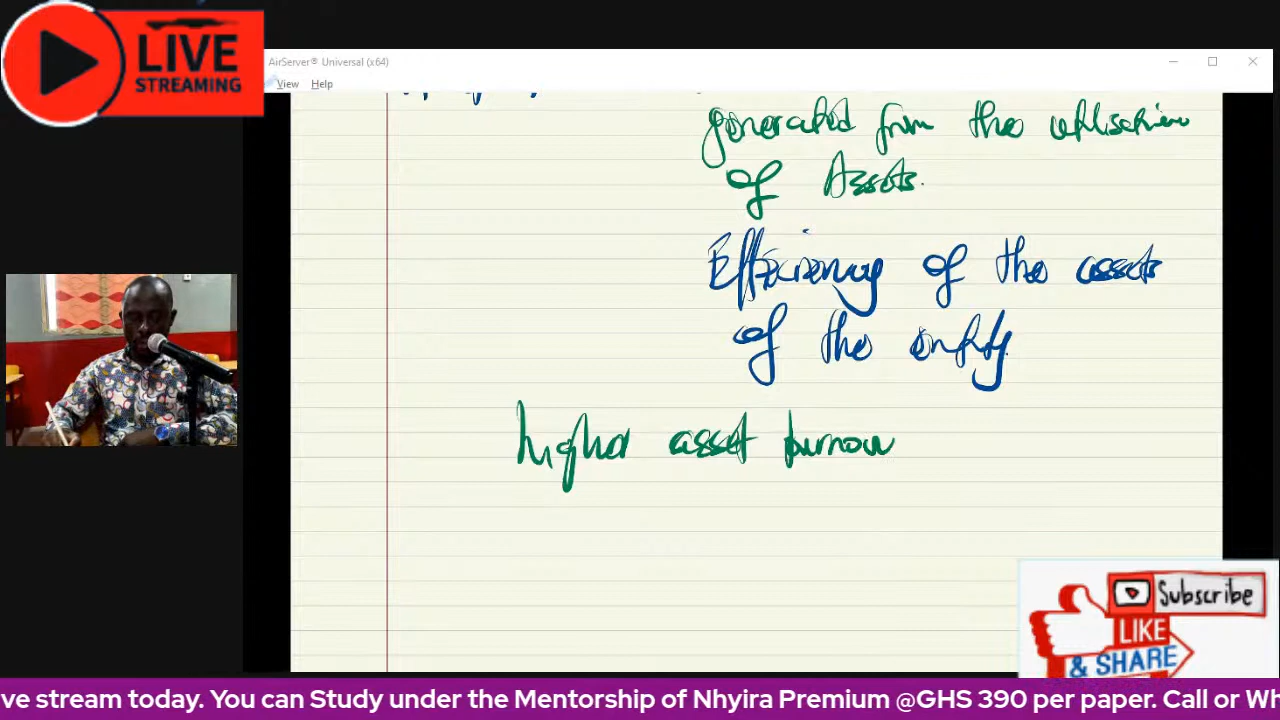 LIVE
STREAMING
AirServer® Universal (x64)
View Help
generated from the utilisation
of Assets.
Efficiency of the assets
of the entity.
higher asset turnov
Subscribe
LIKE
& SHARE
ve stream today. You can Study under the Mentorship of Nhyira Premium @GHS 390 per paper. Call or Wh